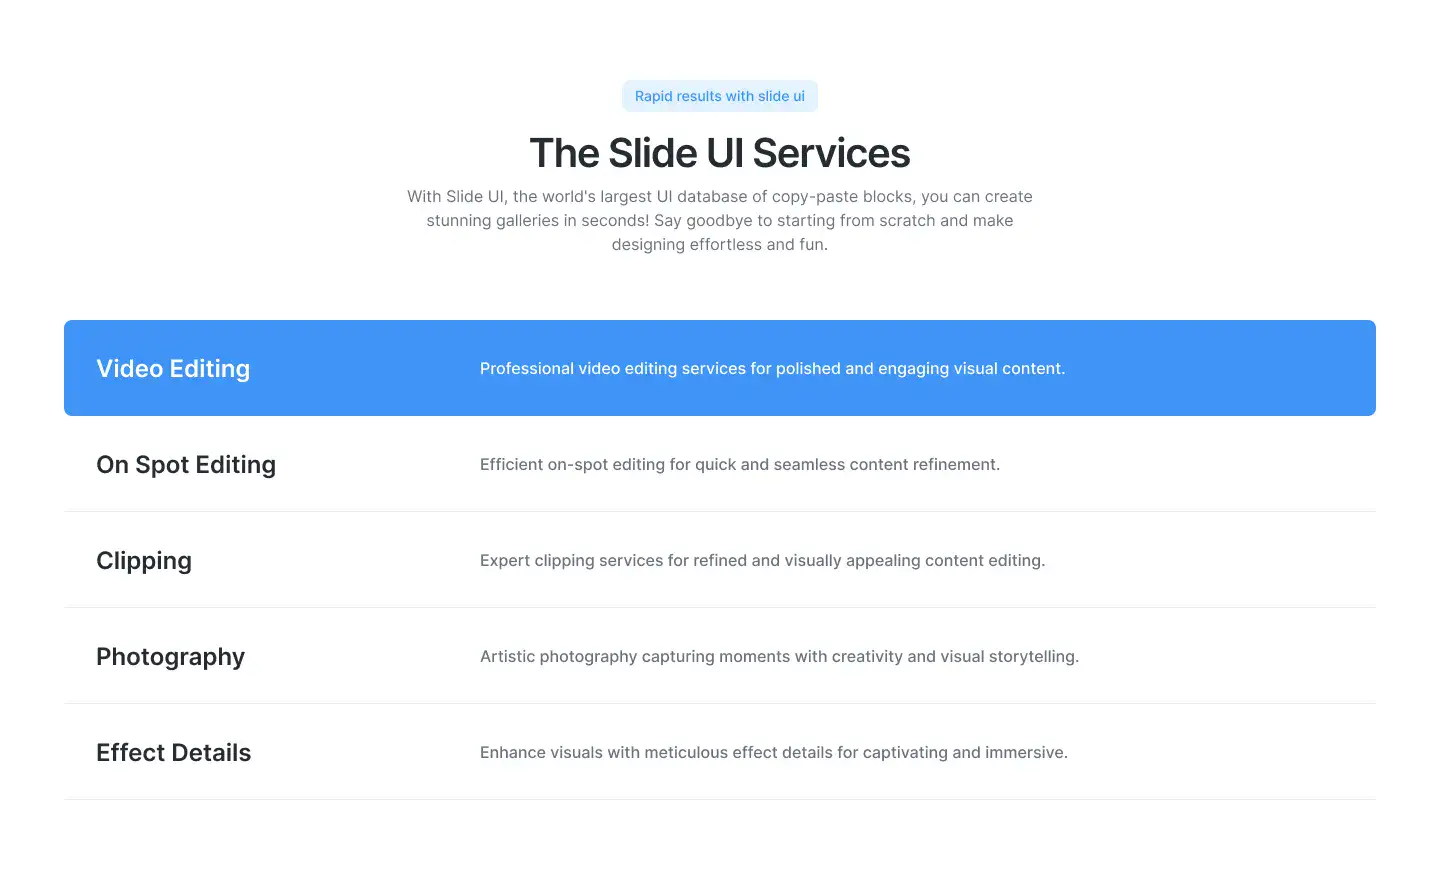 Rapid results with slide ui
The Slide UI Services
With Slide UI, the world's largest UI database of copy-paste blocks, you can create
stunning galleries in seconds! Say goodbye to starting from scratch and make
designing effortless and fun.
Video Editing
Professional video editing services for polished and engaging visual content.
On Spot Editing
Efficient on-spot editing for quick and seamless content refinement.
Clipping
Expert clipping services for refined and visually appealing content editing.
Photography
Artistic photography capturing moments with creativity and visual storytelling.
Effect Details
Enhance visuals with meticulous effect details for captivating and immersive.